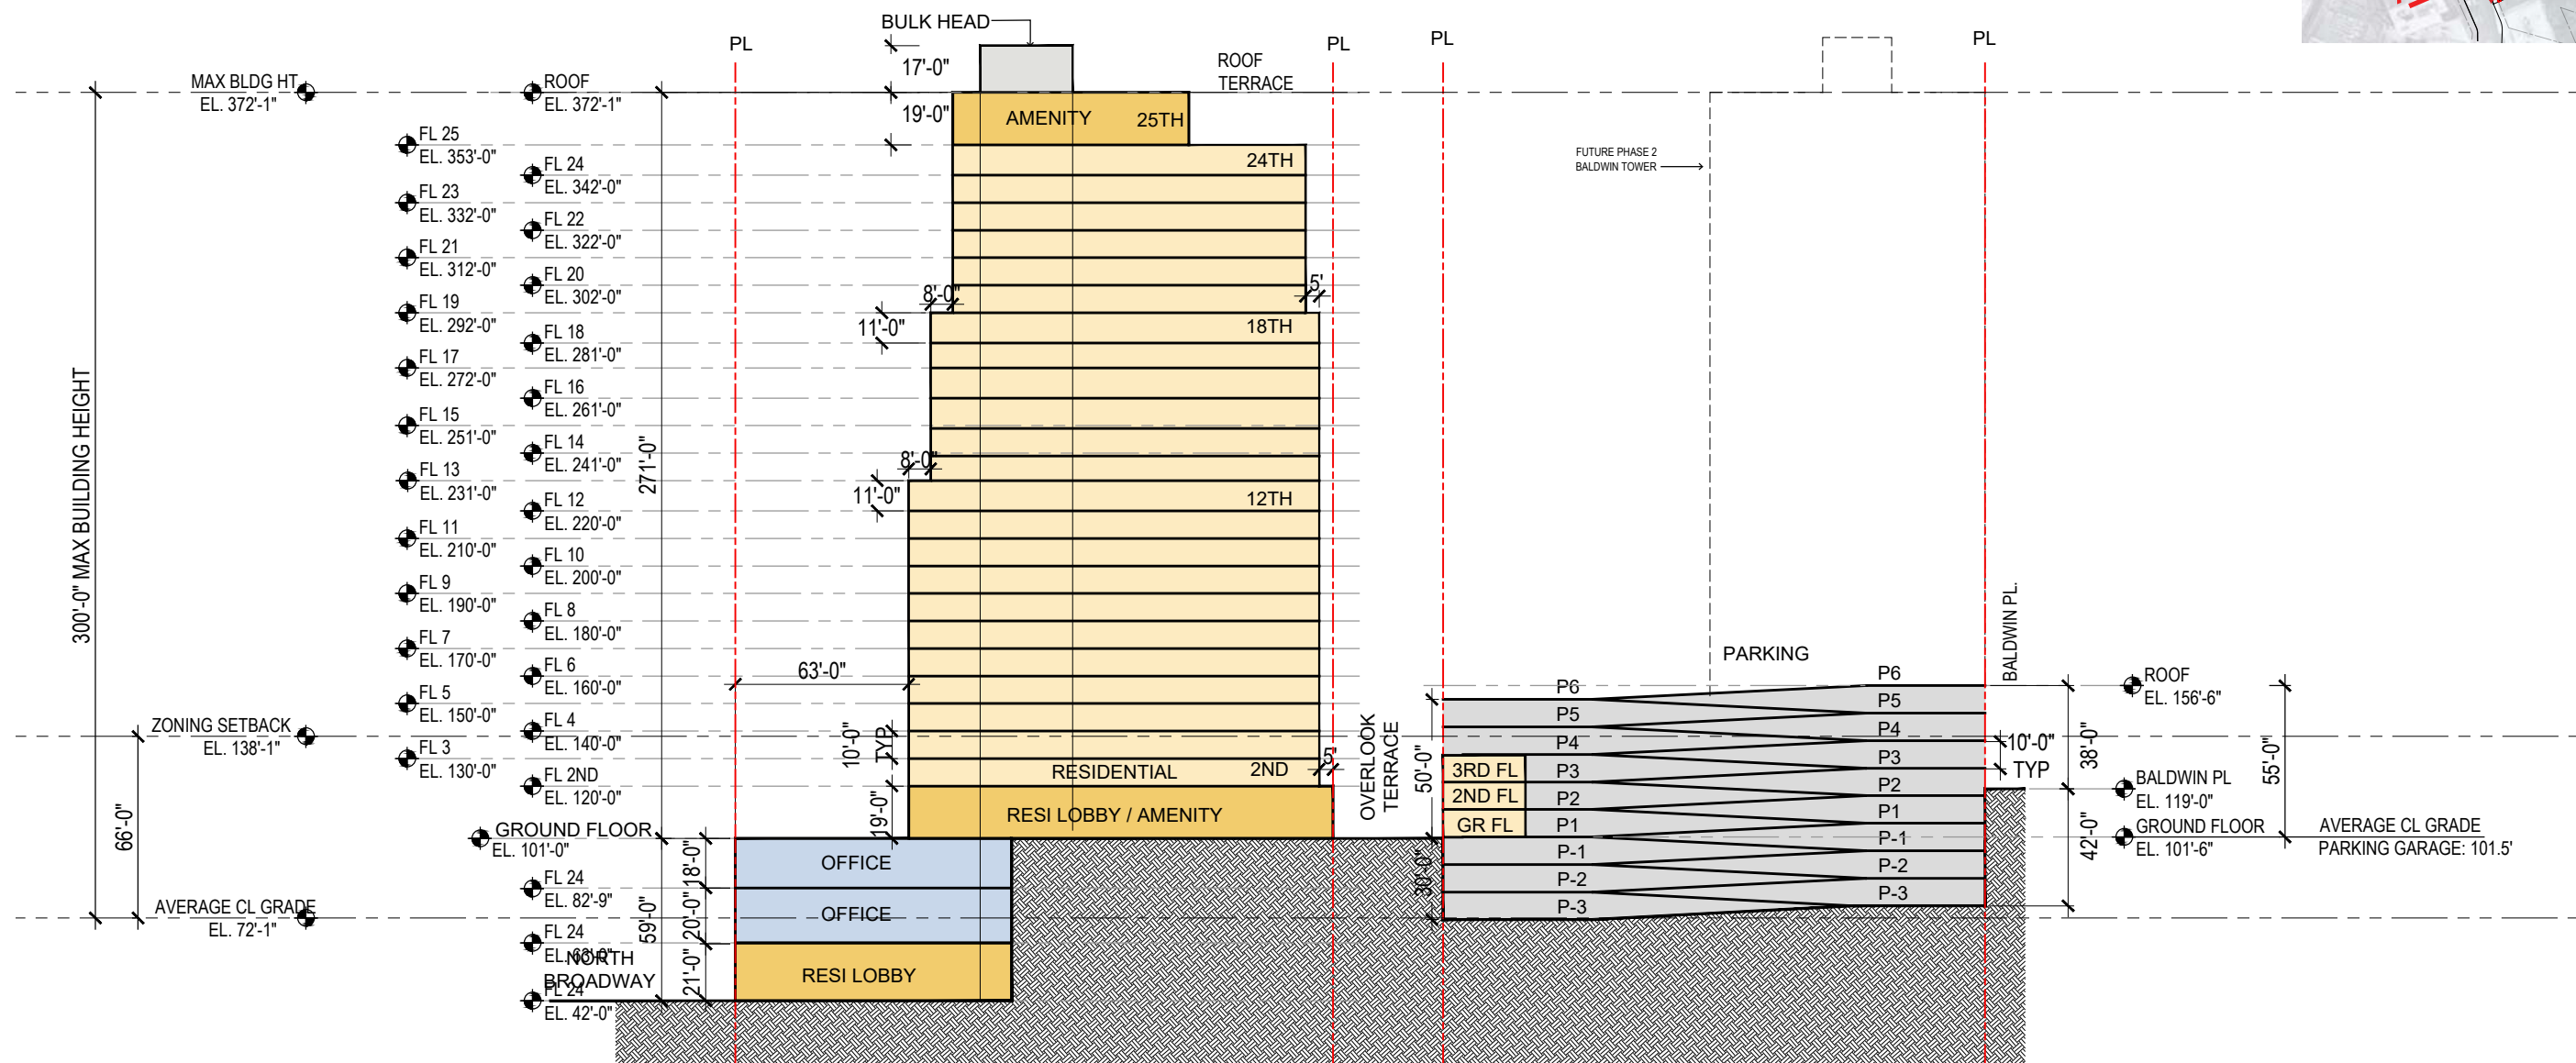 BULK HEAD
PL
PL
PL
PL
17'-0"
ROOF
TERRACE
MAX BLDG HT
EL. 372'-1"
ROOF
EL. 372'-1"
19'-0"
AMENITY
25TH
FL 25
EL. 353'-0"
24TH
FUTURE PHASE 2
BALDWIN TOWER
FL 24
EL. 342'-0"
FL 23
EL. 332'-0"
FL 22
EL. 322'-0"
FL 21
EL. 312'-0"
FL 20
EL. 302'-0"
8'-0"
5'
FL 19
EL. 292'-0"
11'-0"
18TH
FL 18
EL. 281'-0"
FL 17
EL. 272'-0"
FL 16
EL. 261'-0"
300'-0" MAX BUILDING HEIGHT
FL 15
EL. 251'-0"
271'-0"
FL 14
EL. 241'-0"
8'-0"
FL 13
EL. 231'-0"
11'-0"
12TH
FL 12
EL. 220'-0"
FL 11
EL. 210'-0"
FL 10
EL. 200'-0"
FL 9
EL. 190'-0"
FL 8
EL. 180'-0"
FL 7
EL. 170'-0"
FL 6
EL. 160'-0"
63'-0"
PARKING
BALDWIN PL.
FL 5
EL. 150'-0"
P6
P6
ROOF
EL. 156'-6"
FL 4
EL. 140'-0"
P5
P5
ZONING SETBACK
EL. 138'-1"
10'-0"
TYP
OVERLOOK
TERRACE
P4
P4
10'-0"
TYP
38'-0"
55'-0"
FL 3
EL. 130'-0"
RESIDENTIAL
2ND
5'
50'-0"
3RD FL
P3
P3
FL 2ND
EL. 120'-0"
2ND FL
P2
P2
BALDWIN PL
EL. 119'-0"
66'-0"
19'-0"
RESI LOBBY / AMENITY
GR FL
P1
P1
GROUND FLOOR
EL. 101'-0"
GROUND FLOOR
EL. 101'-6"
AVERAGE CL GRADE
PARKING GARAGE: 101.5'
18'-0"
OFFICE
30'-0"
P-1
P-1
42'-0"
FL 24
EL. 82'-9"
P-2
P-2
AVERAGE CL GRADE
EL. 72'-1"
59'-0"
20'-0"
OFFICE
P-3
P-3
FL 24
EL. 63'-0"
NORTH
BROADWAY
21'-0"
RESI LOBBY
FL 24
EL. 42'-0"